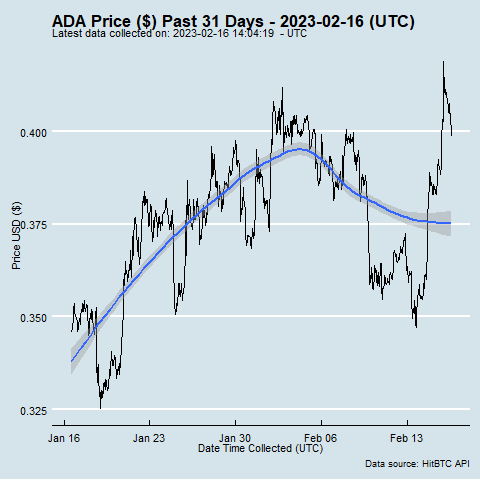 ADA Price ($) Past 31 Days - 2023-02-16 (UTC)
Latest data collected on: 2023-02-16 14:04:19 - UTC
0.400
0.375
0.350
0.325
Price USD ($)
Jan 16 Jan 23 Jan 30 Feb 06 Feb 13
Date Time Collected (UTC)
Data source: HitBTC API